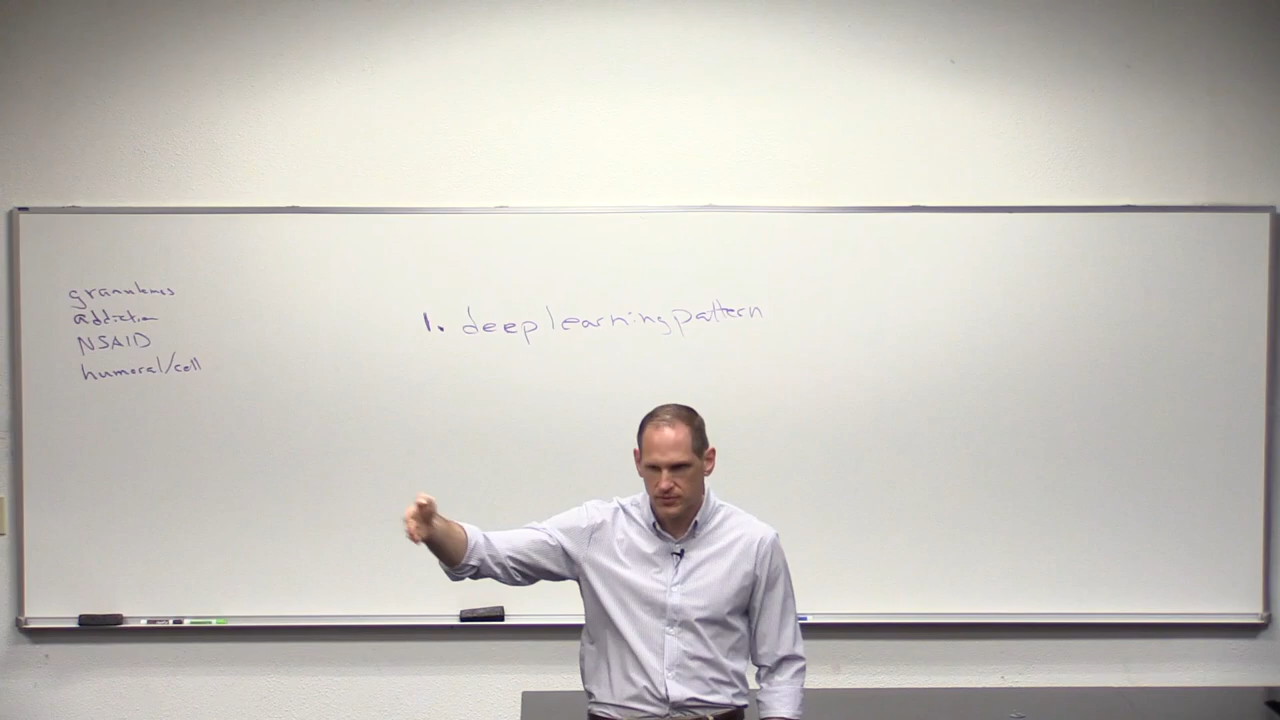 granulomas
addiction
NSAID
humoral/cell
1. deep learning pattern